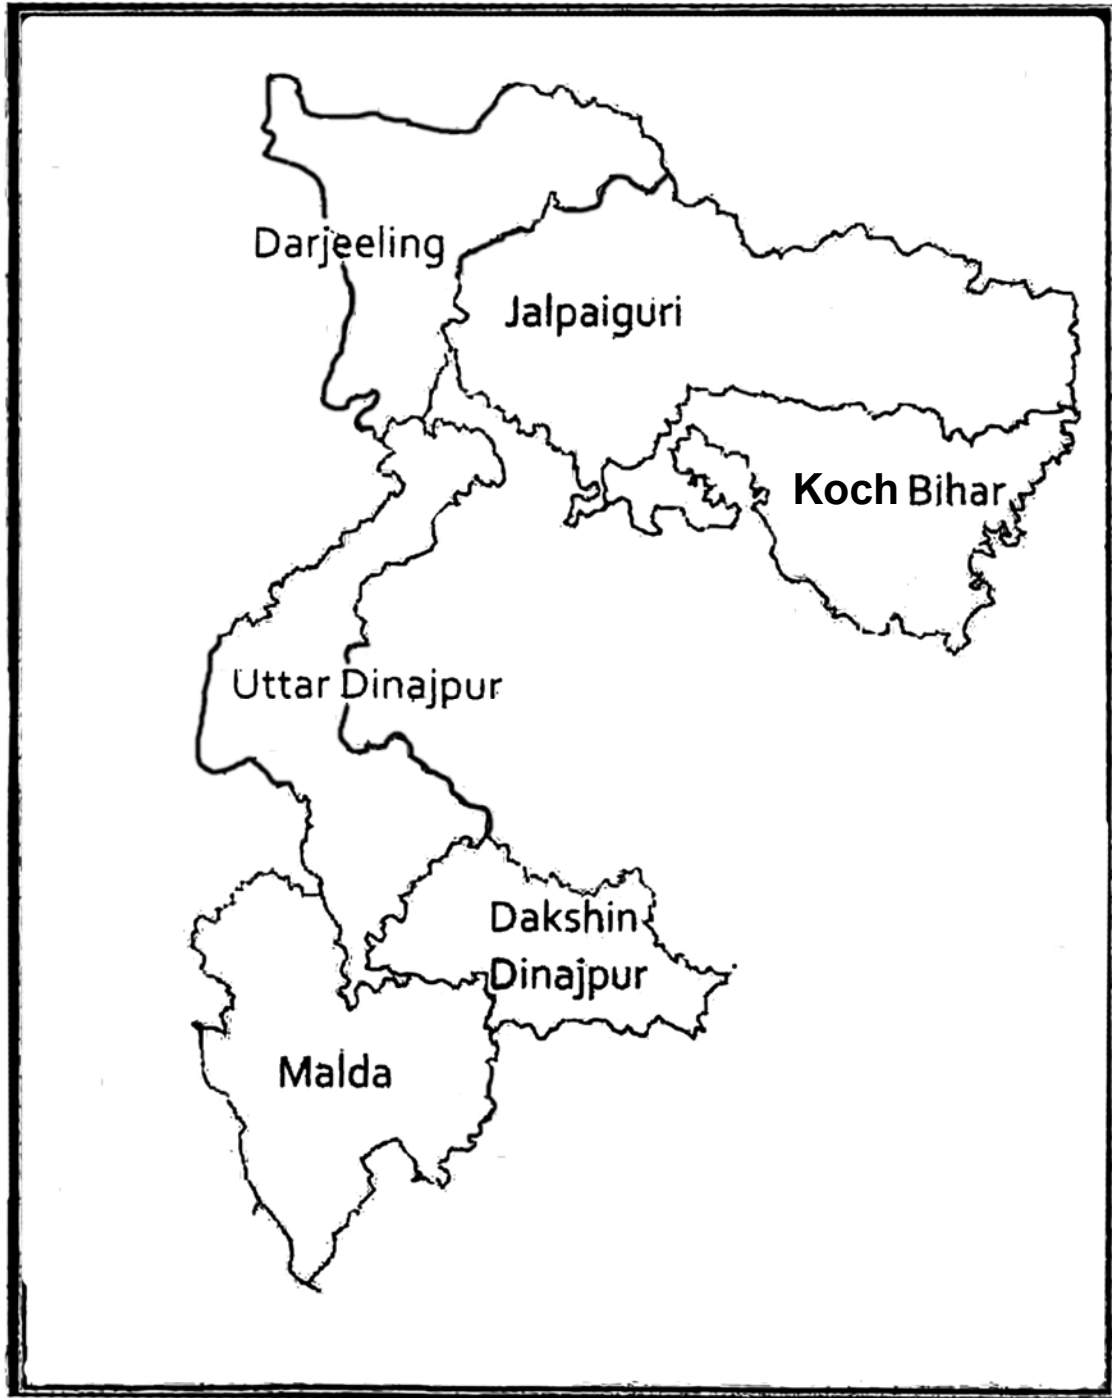 Darjeeling
Jalpaiguri
Koch Bihar
Uttar Dinajpur
Dakshin
Dinajpur
Malda